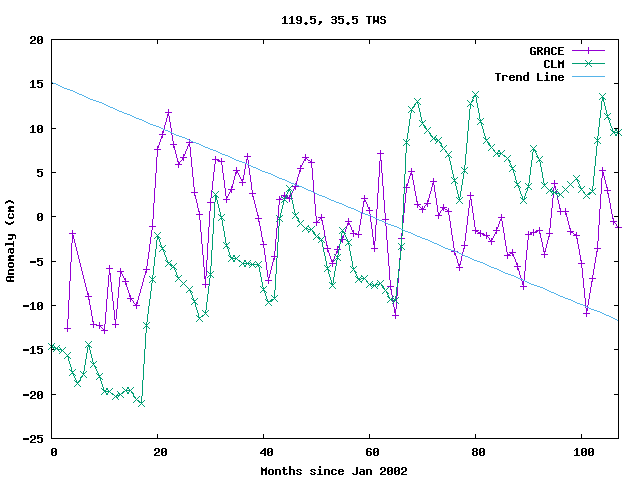 119.5, 35.5 TWS
GRACE
CLM
Trend Line
20
15
10
5
0
-5
-10
-15
-20
-25
Anomaly (cm)
0 20 40 60 80 100
Months since Jan 2002